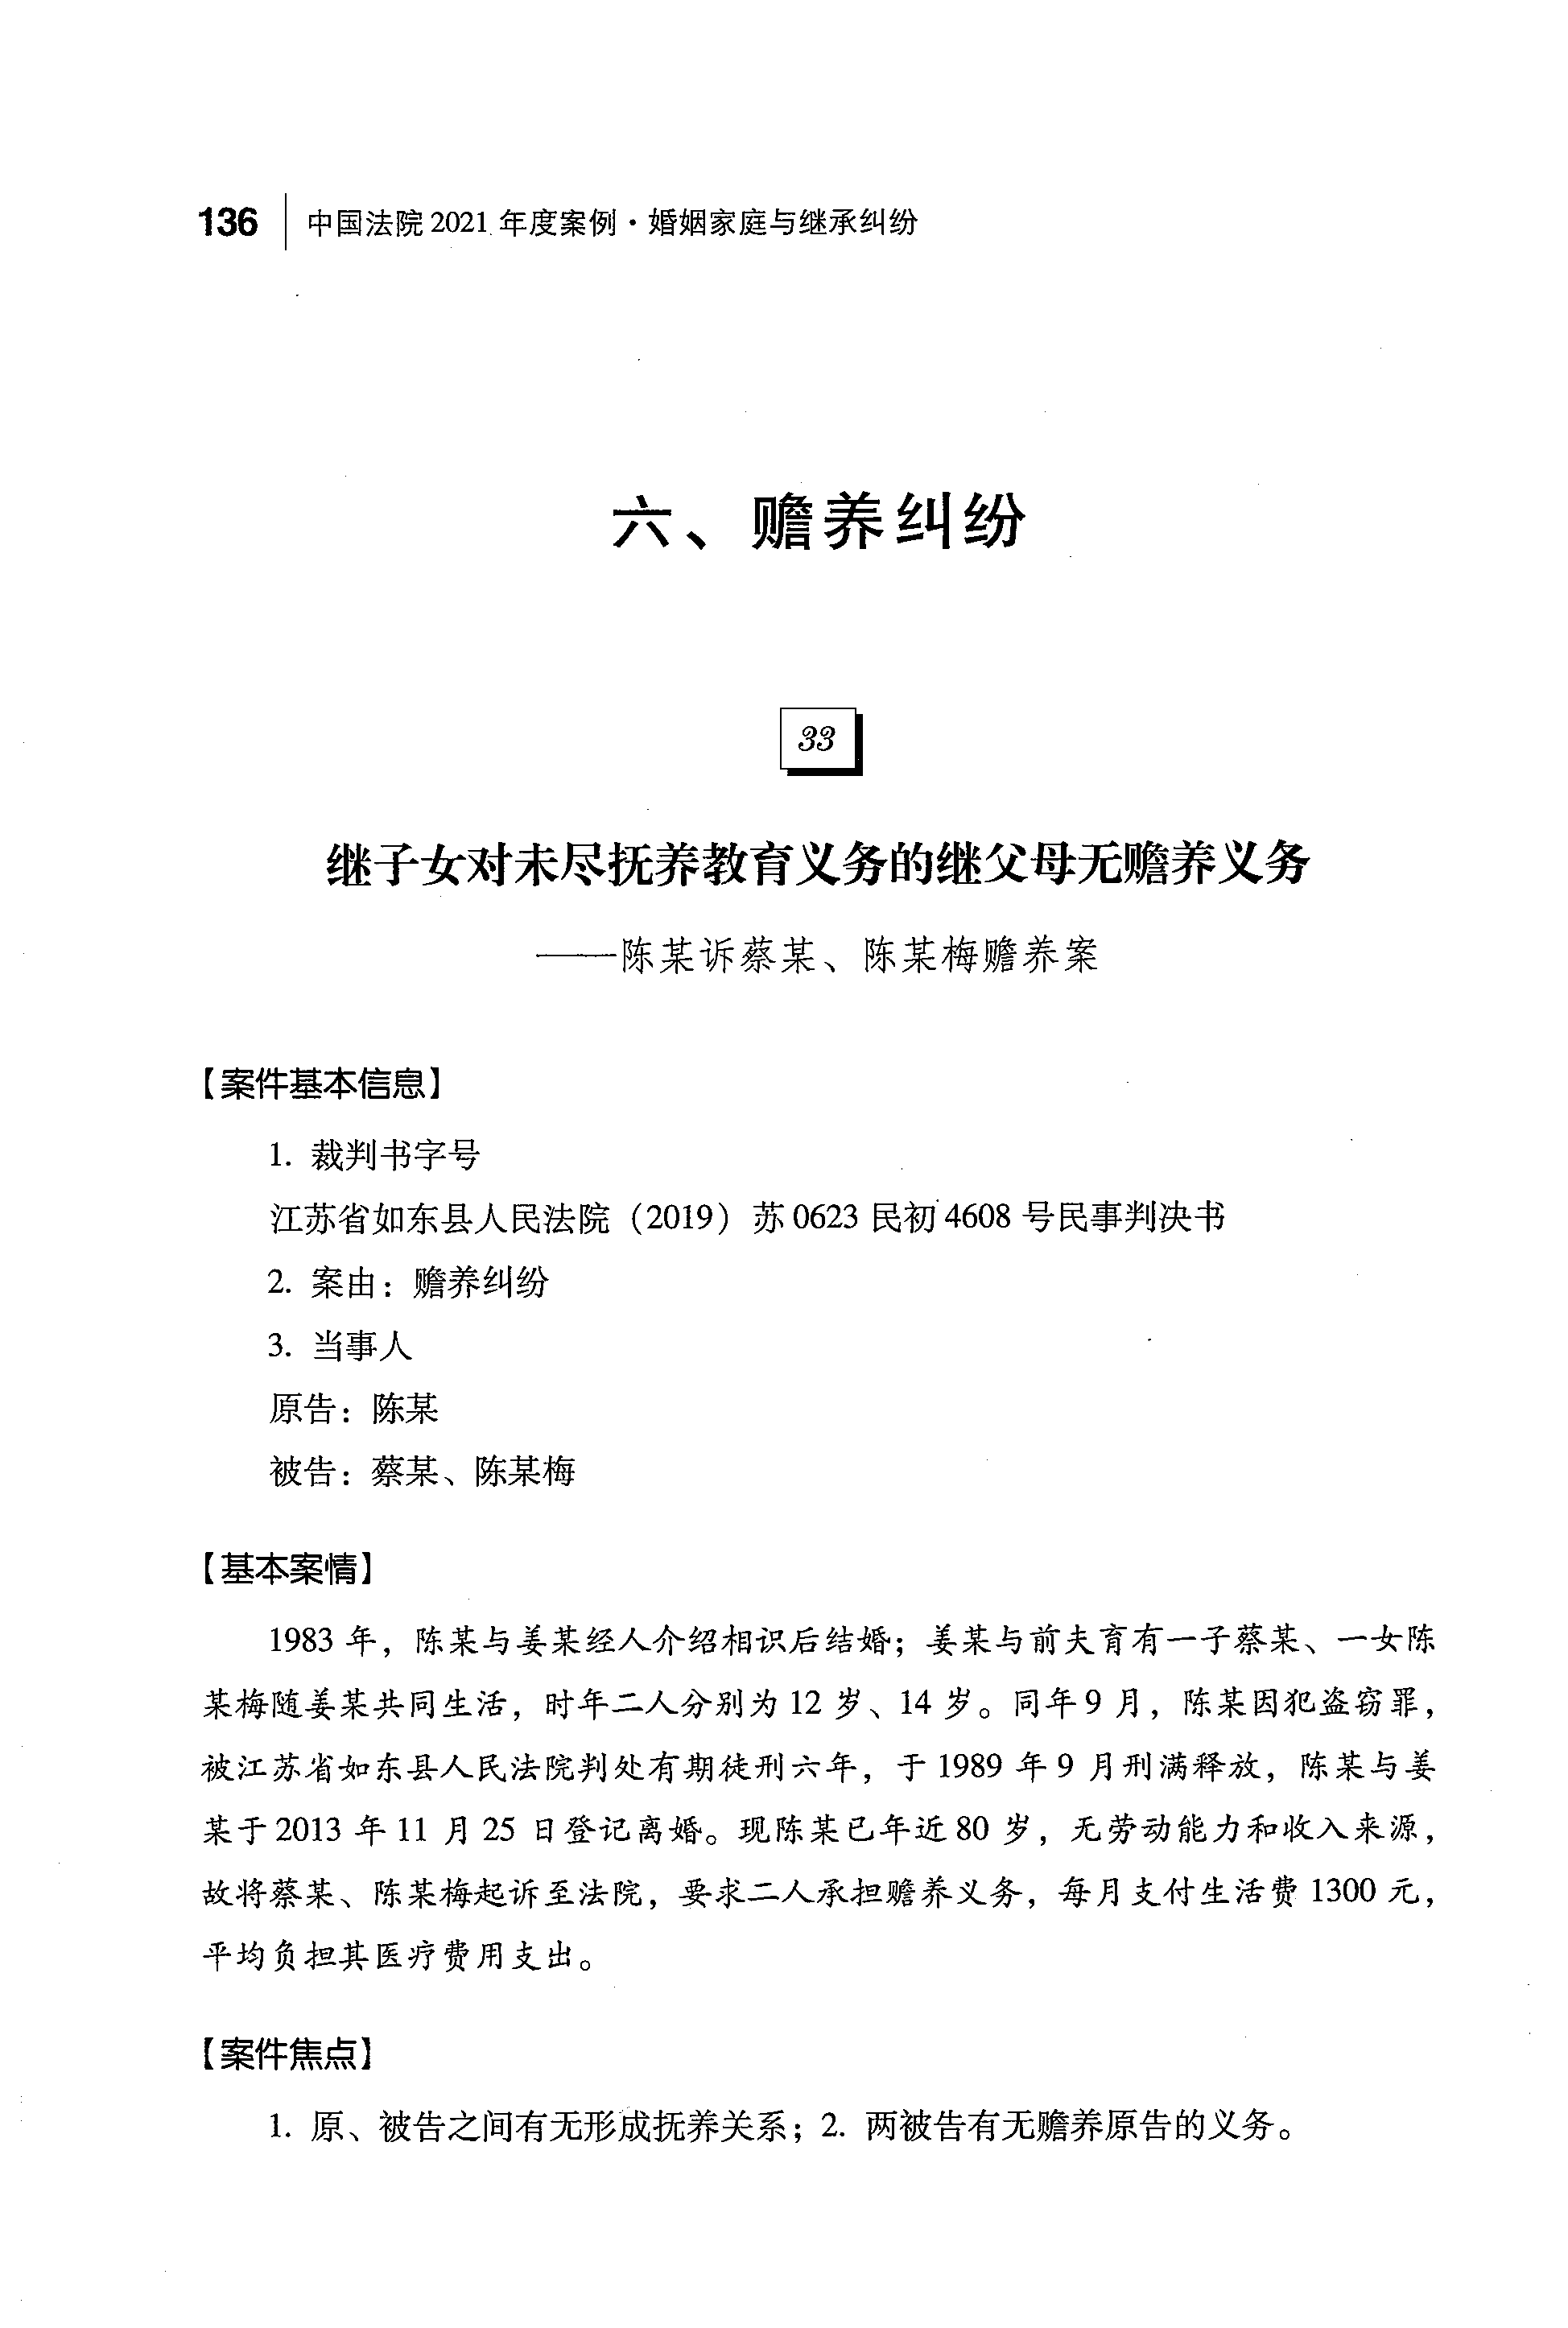 136 中国法院2021年度案例·婚姻家庭与继承纠纷
六、赡养纠纷
33
继子女对未尽抚养教育义务的继父母无赡养义务
——陈某诉蔡某、陈某梅赡养案
【案件基本信息】
1. 裁判书字号
江苏省如东县人民法院（2019）苏0623民初4608号民事判决书
2. 案由：赡养纠纷
3. 当事人
原告：陈某
被告：蔡某、陈某梅
【基本案情】
1983年，陈某与姜某经人介绍相识后结婚；姜某与前夫育有一子蔡某、一女陈
某梅随姜某共同生活，时年二人分别为12岁、14岁。同年9月，陈某因犯盗窃罪，
被江苏省如东县人民法院判处有期徒刑六年，于1989年9月刑满释放，陈某与姜
某于2013年11月25日登记离婚。现陈某已年近80岁，无劳动能力和收入来源，
故将蔡某、陈某梅起诉至法院，要求二人承担赡养义务，每月支付生活费1300元，
平均负担其医疗费用支出。
【案件焦点】
1. 原、被告之间有无形成抚养关系；2. 两被告有无赡养原告的义务。